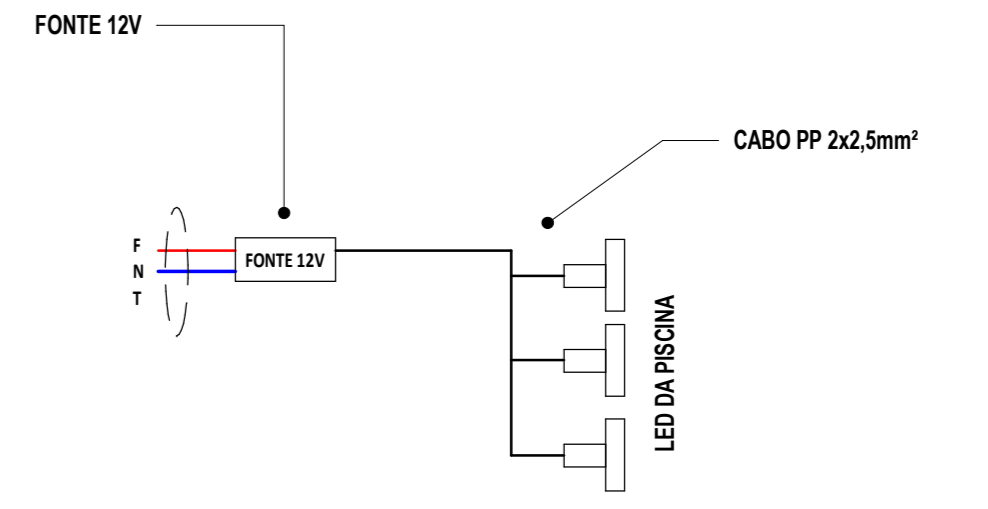 FONTE 12V
CABO PP 2x2,5mm²
F
N
T
FONTE 12V
LED DA PISCINA